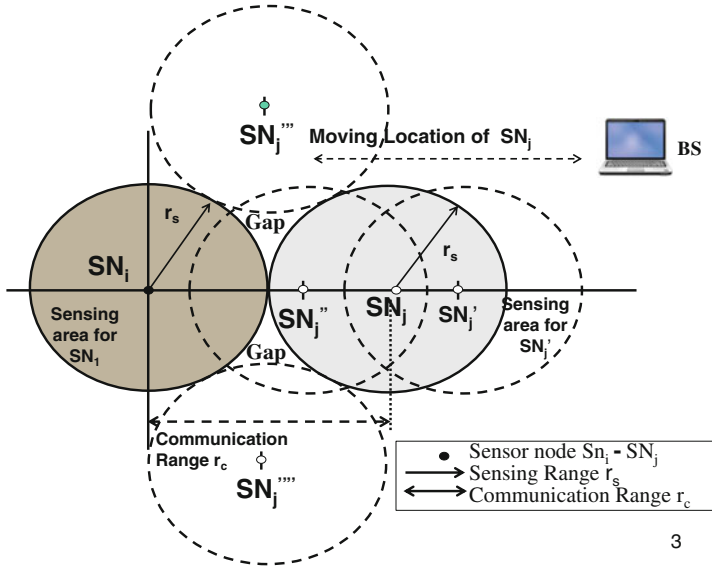 SNj'''
Moving Location of SNj
BS
rs
Gap
rs
SNi
SNj''
SNj
SNj'
Sensing
area for
SN1
Sensing
area for
SNj'
Gap
Communication
Range rc
SNj''''
Sensor node Sni - SNj
Sensing Range rs
Communication Range rc
3